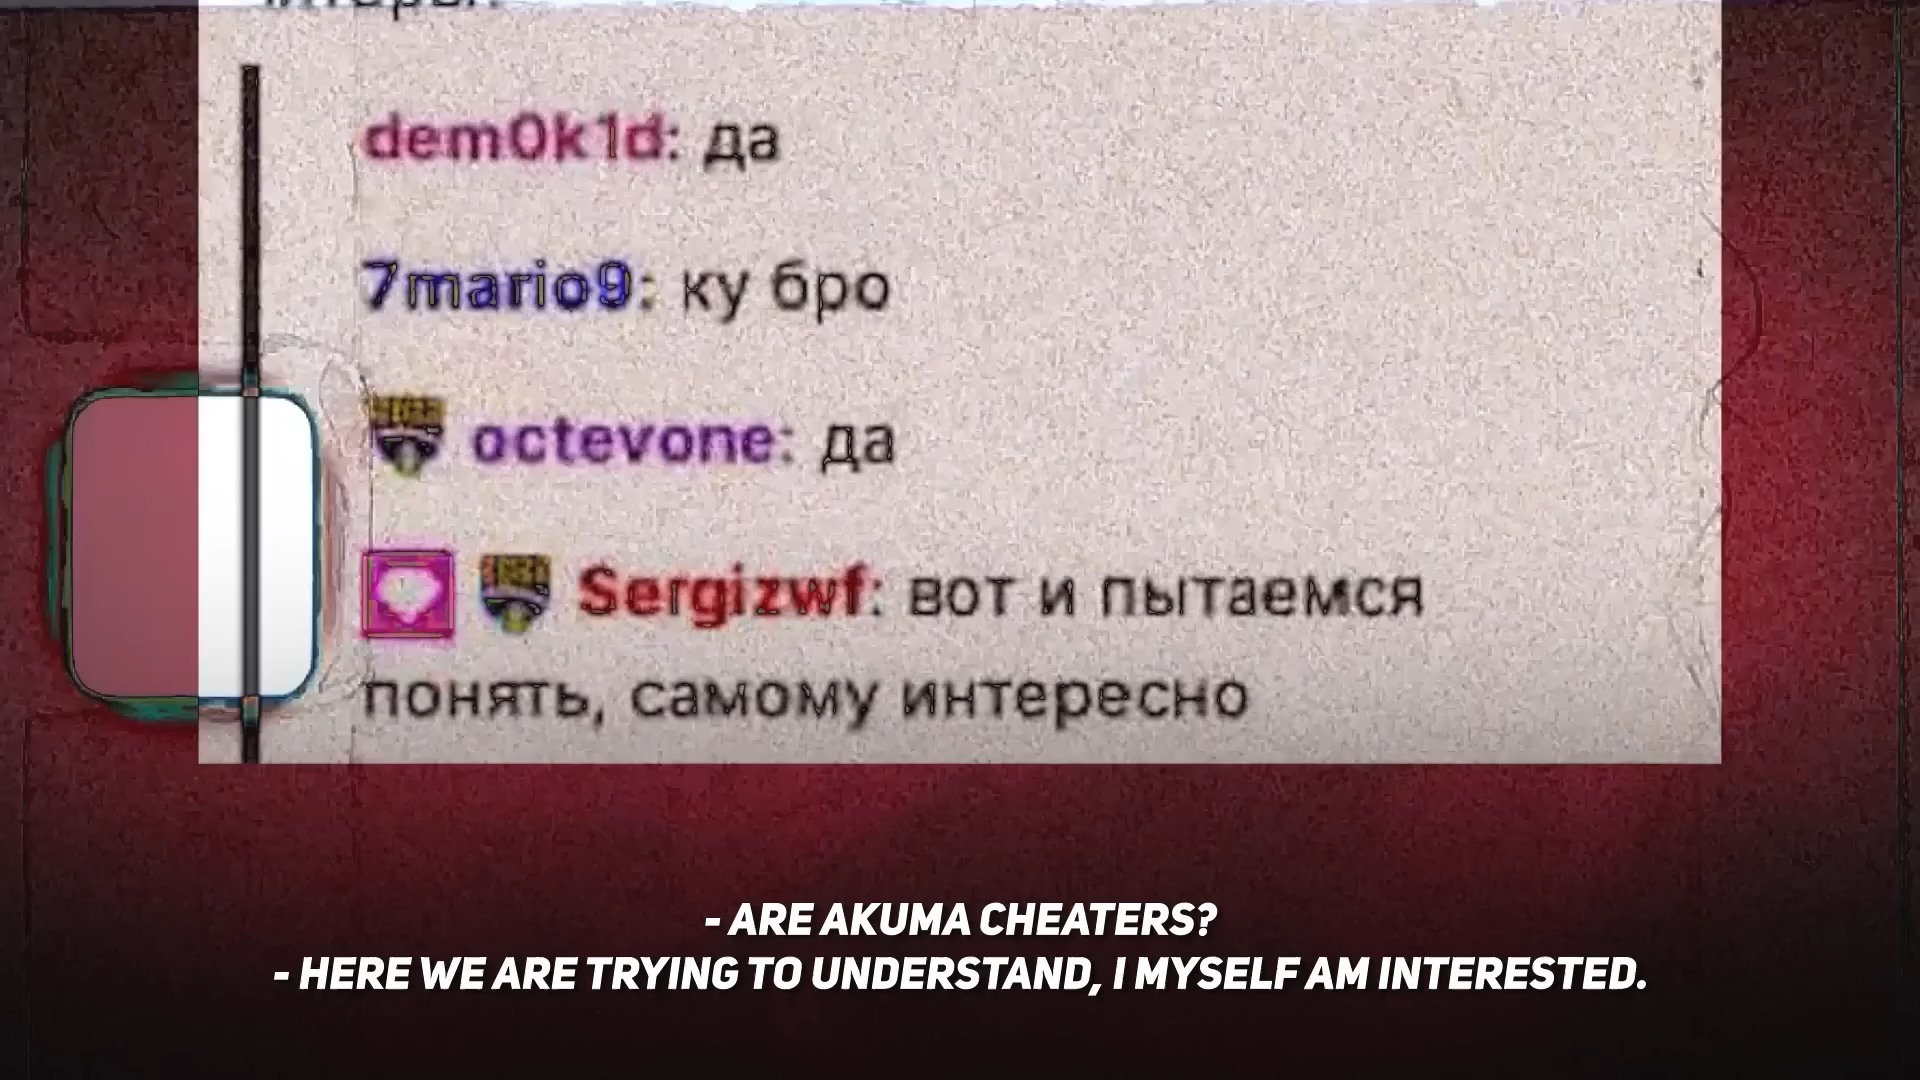 dem0k1d: да
7mario9: ку бро
octevone: да
Sergizwf: вот и пытаемся
понять, самому интересно
- ARE AKUMA CHEATERS?
- HERE WE ARE TRYING TO UNDERSTAND, I MYSELF AM INTERESTED.